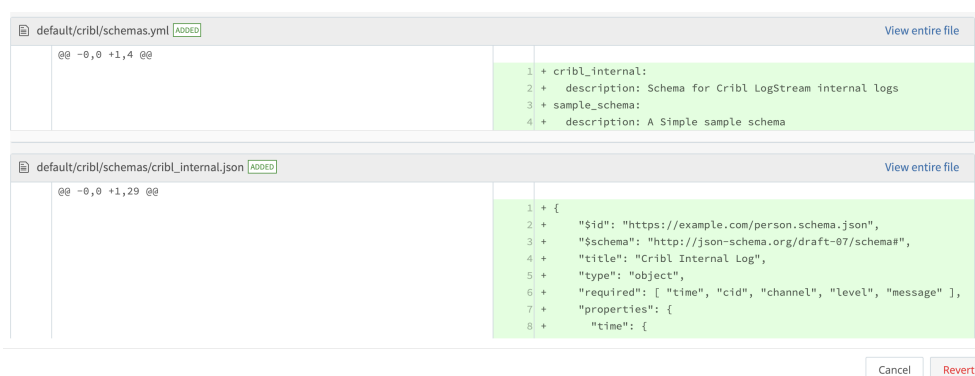 default/cribl/schemas.yml ADDED View entire file
@@ -0,0 +1,4 @@
1 + cribl_internal:
2 +   description: Schema for Cribl LogStream internal logs
3 + sample_schema:
4 +   description: A Simple sample schema
default/cribl/schemas/cribl_internal.json ADDED View entire file
@@ -0,0 +1,29 @@
1 + {
2 +     "$id": "https://example.com/person.schema.json",
3 +     "$schema": "http://json-schema.org/draft-07/schema#",
4 +     "title": "Cribl Internal Log",
5 +     "type": "object",
6 +     "required": [ "time", "cid", "channel", "level", "message" ],
7 +     "properties": {
8 +       "time": {
Cancel Revert